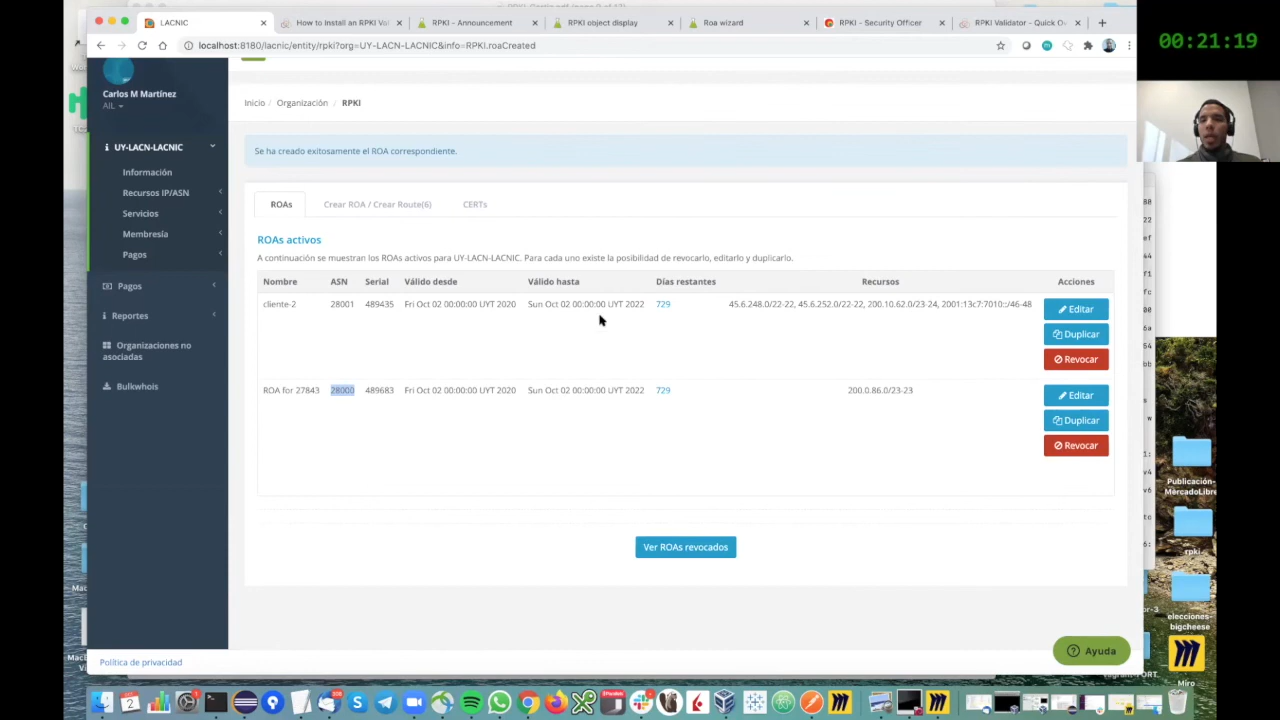 00:21:19
LACNIC
How to Install an RPKI Val
RPKI - Announcement
RPKI object display
Roa wizard
RPKI - Security Officer
RPKI Validator - Quick O
localhost:8180/lacnic/entity/rpki?org=UY-LACN-LACNIC&info=RPKI.roaCreated
Carlos M Martínez
AIL
UY-LACN-LACNIC
Información
Recursos IP/ASN
Servicios
Membresía
Pagos
Pagos
Reportes
Organizaciones no
asociadas
Bulkwhois
Inicio / Organización / RPKI
Se ha creado exitosamente el ROA correspondiente.
ROAs
Crear ROA / Crear Route(6)
CERTs
ROAs activos
A continuación se muestran los ROAs activos para UY-LACN-LACNIC. Para cada uno existe la posibilidad de revocarlo, editarlo y duplicarlo.
Nombre ASN Serial Válido desde Válido hasta Días restantes Recursos Acciones
cliente-2 28001 489435 Fri Oct 02 00:00:00 UYT 2020 Sun Oct 02 00:00:00 UYT 2022 729 45.6.248.0/22-22, 45.6.252.0/22-22, 200.10.62.0/23-24, 2001:13c7:7010::/46-48
Editar
Duplicar
Revocar
ROA for 27843 28000 489683 Fri Oct 02 00:00:00 UYT 2020 Sun Oct 02 00:00:00 UYT 2022 729 200.0.86.0/23-23
Editar
Duplicar
Revocar
Ver ROAs revocados
Ayuda
Política de privacidad
Publicación-
MercadoLibre
rpki
elecciones-
bigcheese
Miro